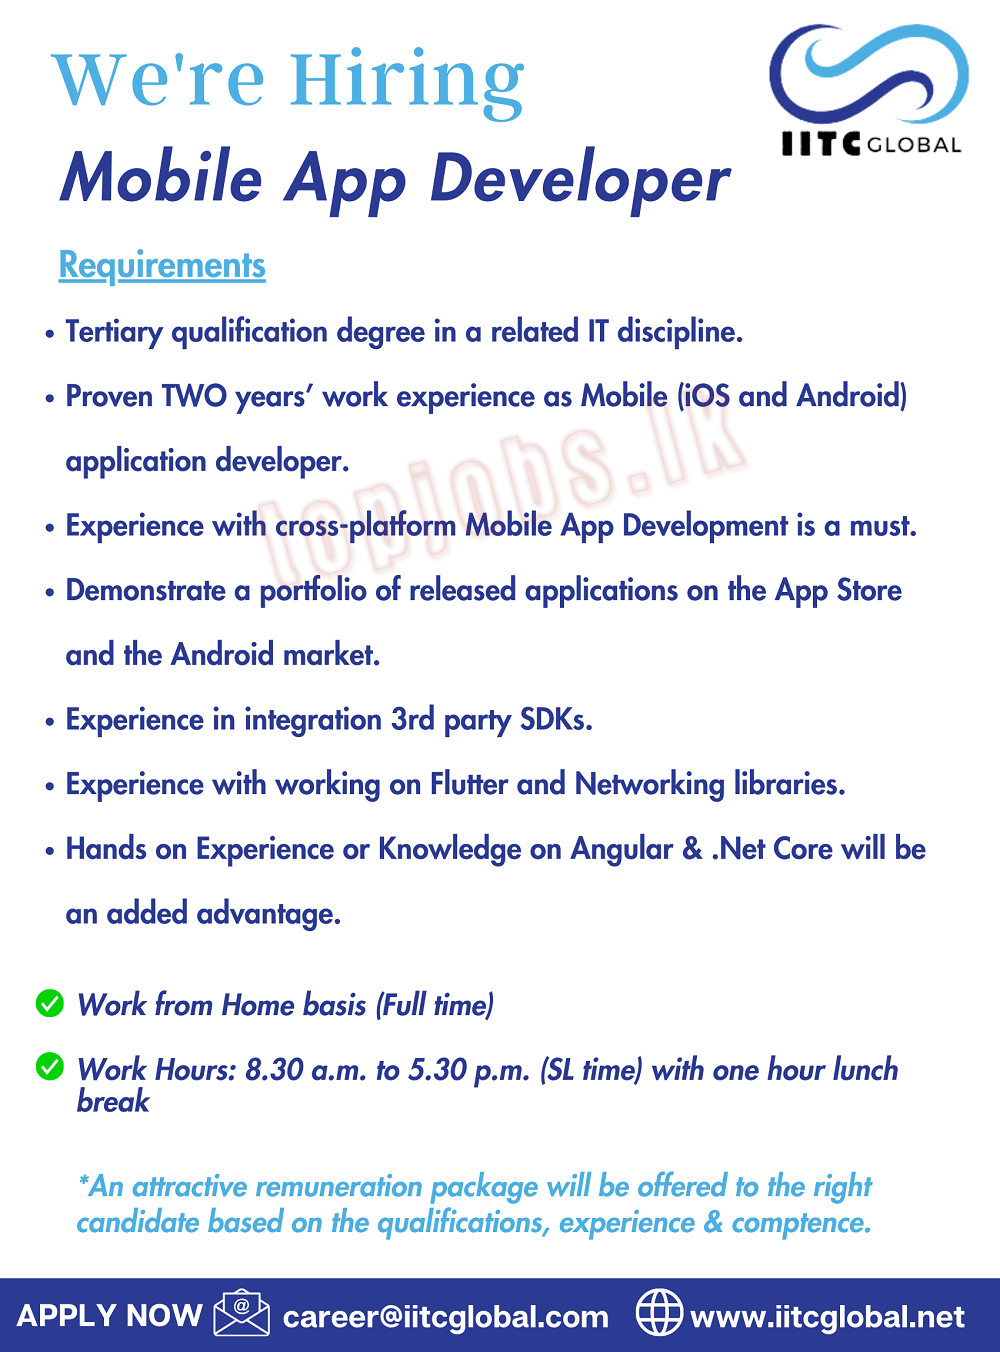 We're Hiring
IITC GLOBAL
Mobile App Developer
Requirements
• Tertiary qualification degree in a related IT discipline.
• Proven TWO years’ work experience as Mobile (iOS and Android)
application developer.
topjobs.lk
• Experience with cross-platform Mobile App Development is a must.
• Demonstrate a portfolio of released applications on the App Store
and the Android market.
• Experience in integration 3rd party SDKs.
• Experience with working on Flutter and Networking libraries.
• Hands on Experience or Knowledge on Angular & .Net Core will be
an added advantage.
Work from Home basis (Full time)
Work Hours: 8.30 a.m. to 5.30 p.m. (SL time) with one hour lunch
break
*An attractive remuneration package will be offered to the right
candidate based on the qualifications, experience & comptence.
APPLY NOW @ career@iitcglobal.com www.iitcglobal.net